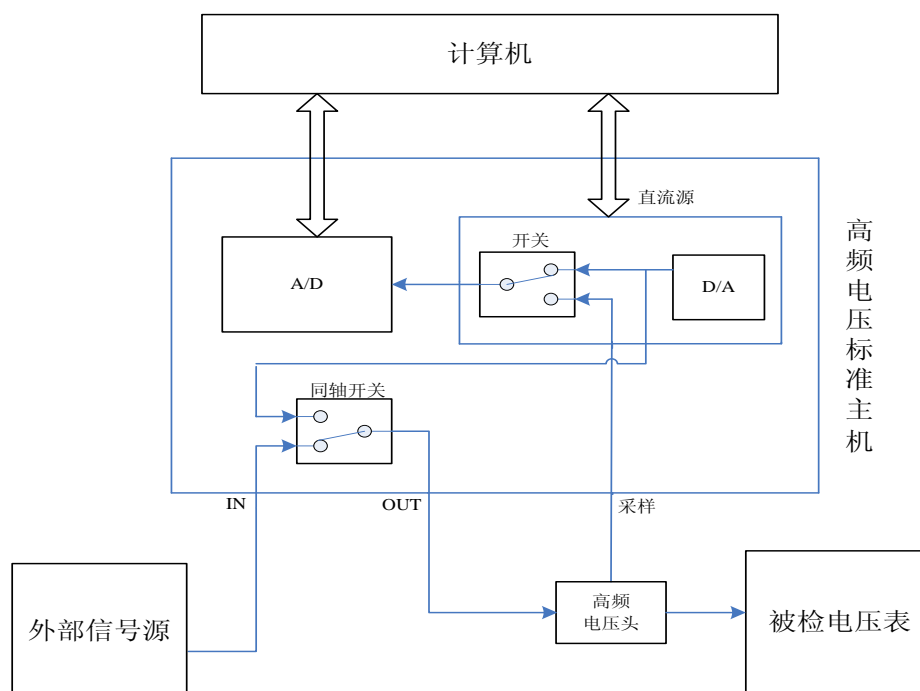 计算机
直流源
开关
A/D
D/A
高频电压标准主机
同轴开关
IN
OUT
采样
外部信号源
高频
电压头
被检电压表